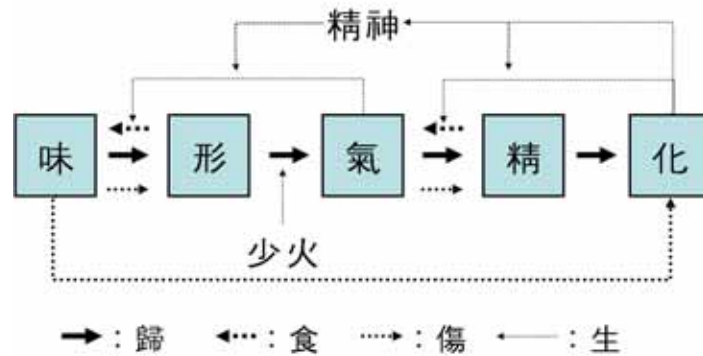 精神
味 形 氣 精 化
少火
：歸 ：食 ：傷 ：生